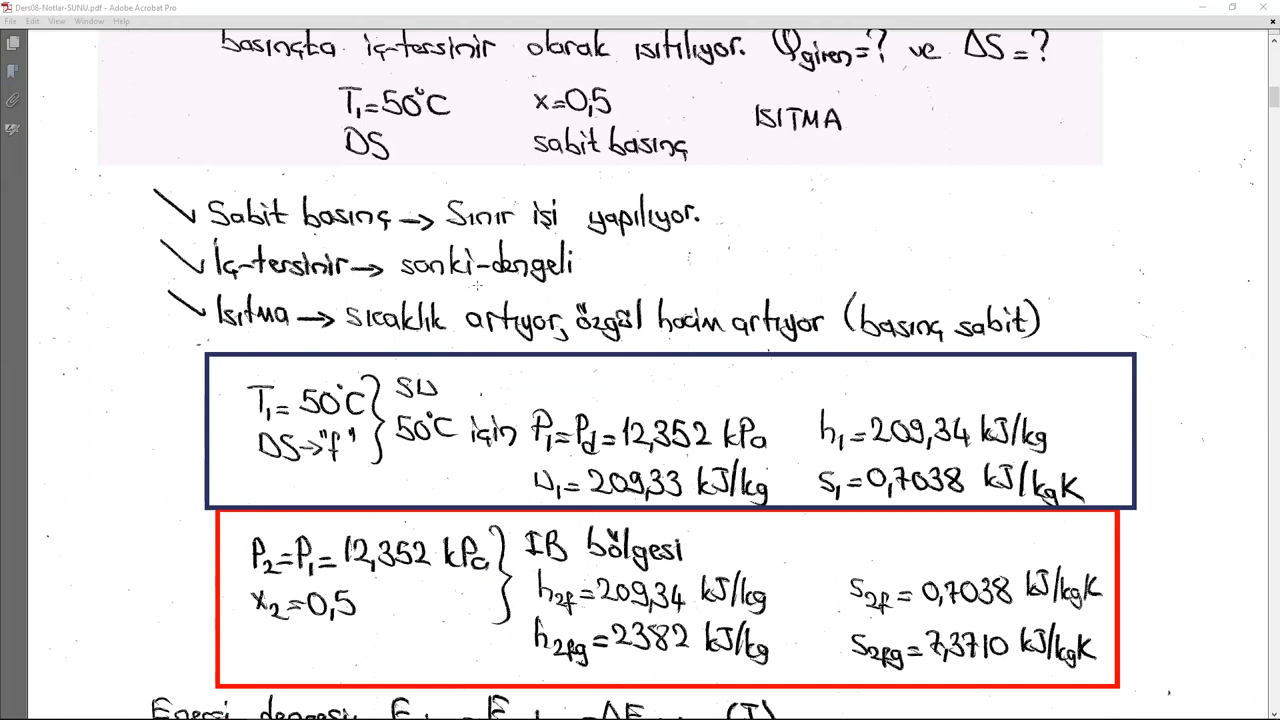 Ders08-Notlar-SUNU.pdf - Adobe Acrobat Pro
File Edit View Window Help
basınçta iç-tersinir olarak ısıtılıyor. Qgiren=? ve ΔS=?
T₁=50°C x=0,5 ISITMA
DS sabit basınç
Sabit basınç → Sınır işi yapılıyor.
İç-tersinir → sanki-dengeli
Isıtma → sıcaklık artıyor, özgül hacim artıyor (basınç sabit)
T₁= 50°C } SU
DS→"f" } 50°C için P₁=Pd=12,352 kPa h₁=209,34 kJ/kg
u₁=209,33 kJ/kg s₁=0,7038 kJ/kgK
P₂=P₁=12,352 kPa } IB bölgesi
x₂=0,5 h2f=209,34 kJ/kg s2f=0,7038 kJ/kgK
h2fg=2382 kJ/kg s2fg=7,3710 kJ/kgK
Enerji dengesi